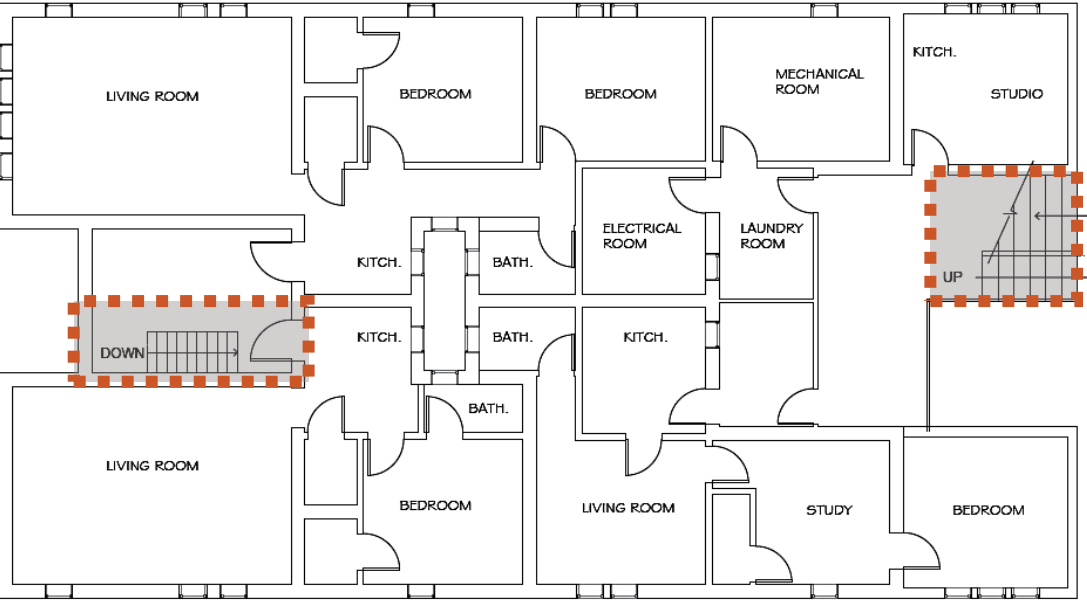 KITCH.
MECHANICAL
ROOM
LIVING ROOM
BEDROOM
BEDROOM
STUDIO
ELECTRICAL
ROOM
LAUNDRY
ROOM
KITCH.
BATH.
UP
KITCH.
BATH.
KITCH.
DOWN
BATH.
LIVING ROOM
BEDROOM
LIVING ROOM
STUDY
BEDROOM